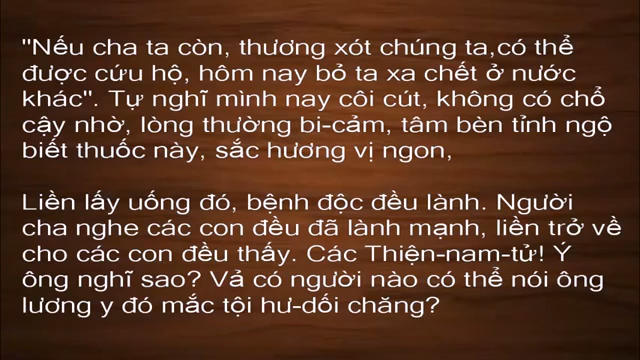 "Nếu cha ta còn, thương xót chúng ta,có thể
được cứu hộ, hôm nay bỏ ta xa chết ở nước
khác". Tự nghĩ mình nay côi cút, không có chổ
cậy nhờ, lòng thường bi-cảm, tâm bèn tỉnh ngộ
biết thuốc này, sắc hương vị ngon,
Liền lấy uống đó, bệnh độc đều lành. Người
cha nghe các con đều đã lành mạnh, liền trở về
cho các con đều thấy. Các Thiện-nam-tử! Ý
ông nghĩ sao? Vả có người nào có thể nói ông
lương y đó mắc tội hư-dối chăng?